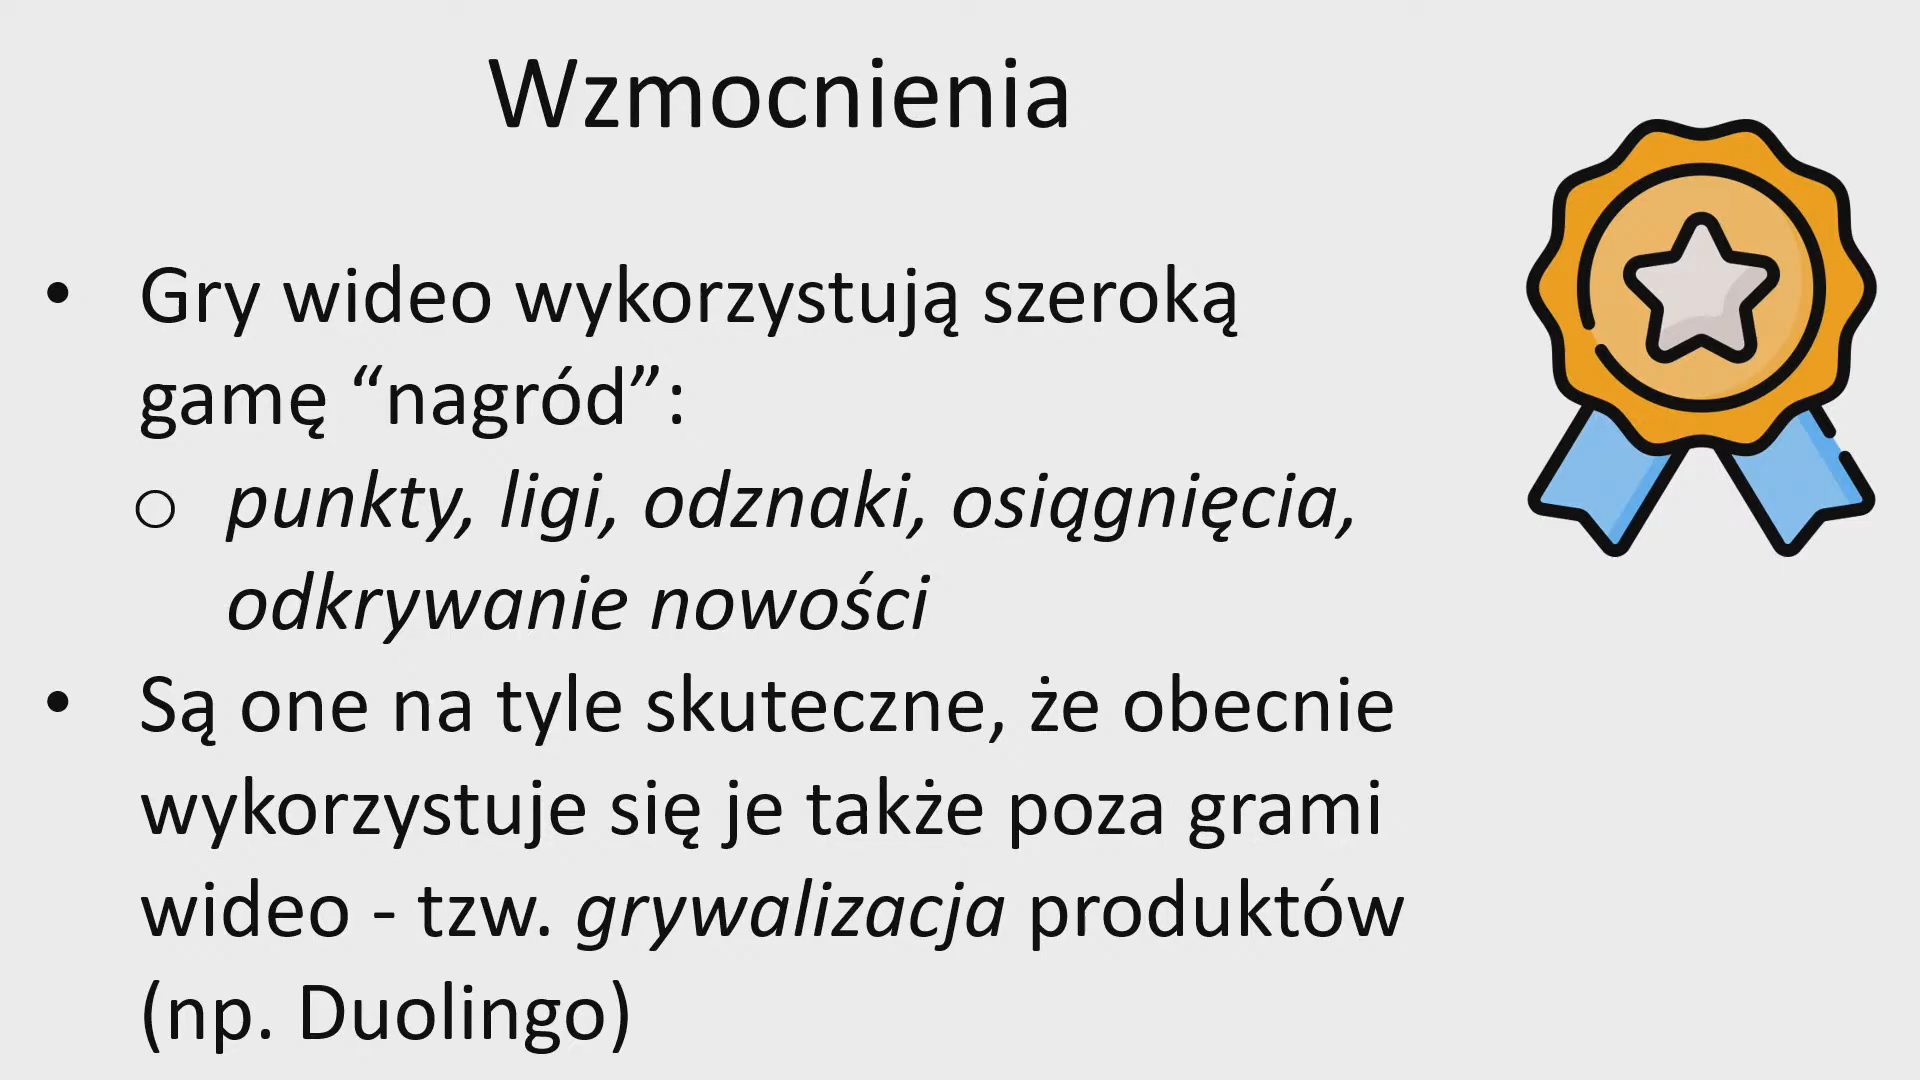 Wzmocnienia
• Gry wideo wykorzystują szeroką
gamę “nagród”:
o punkty, ligi, odznaki, osiągnięcia,
odkrywanie nowości
• Są one na tyle skuteczne, że obecnie
wykorzystuje się je także poza grami
wideo - tzw. grywalizacja produktów
(np. Duolingo)